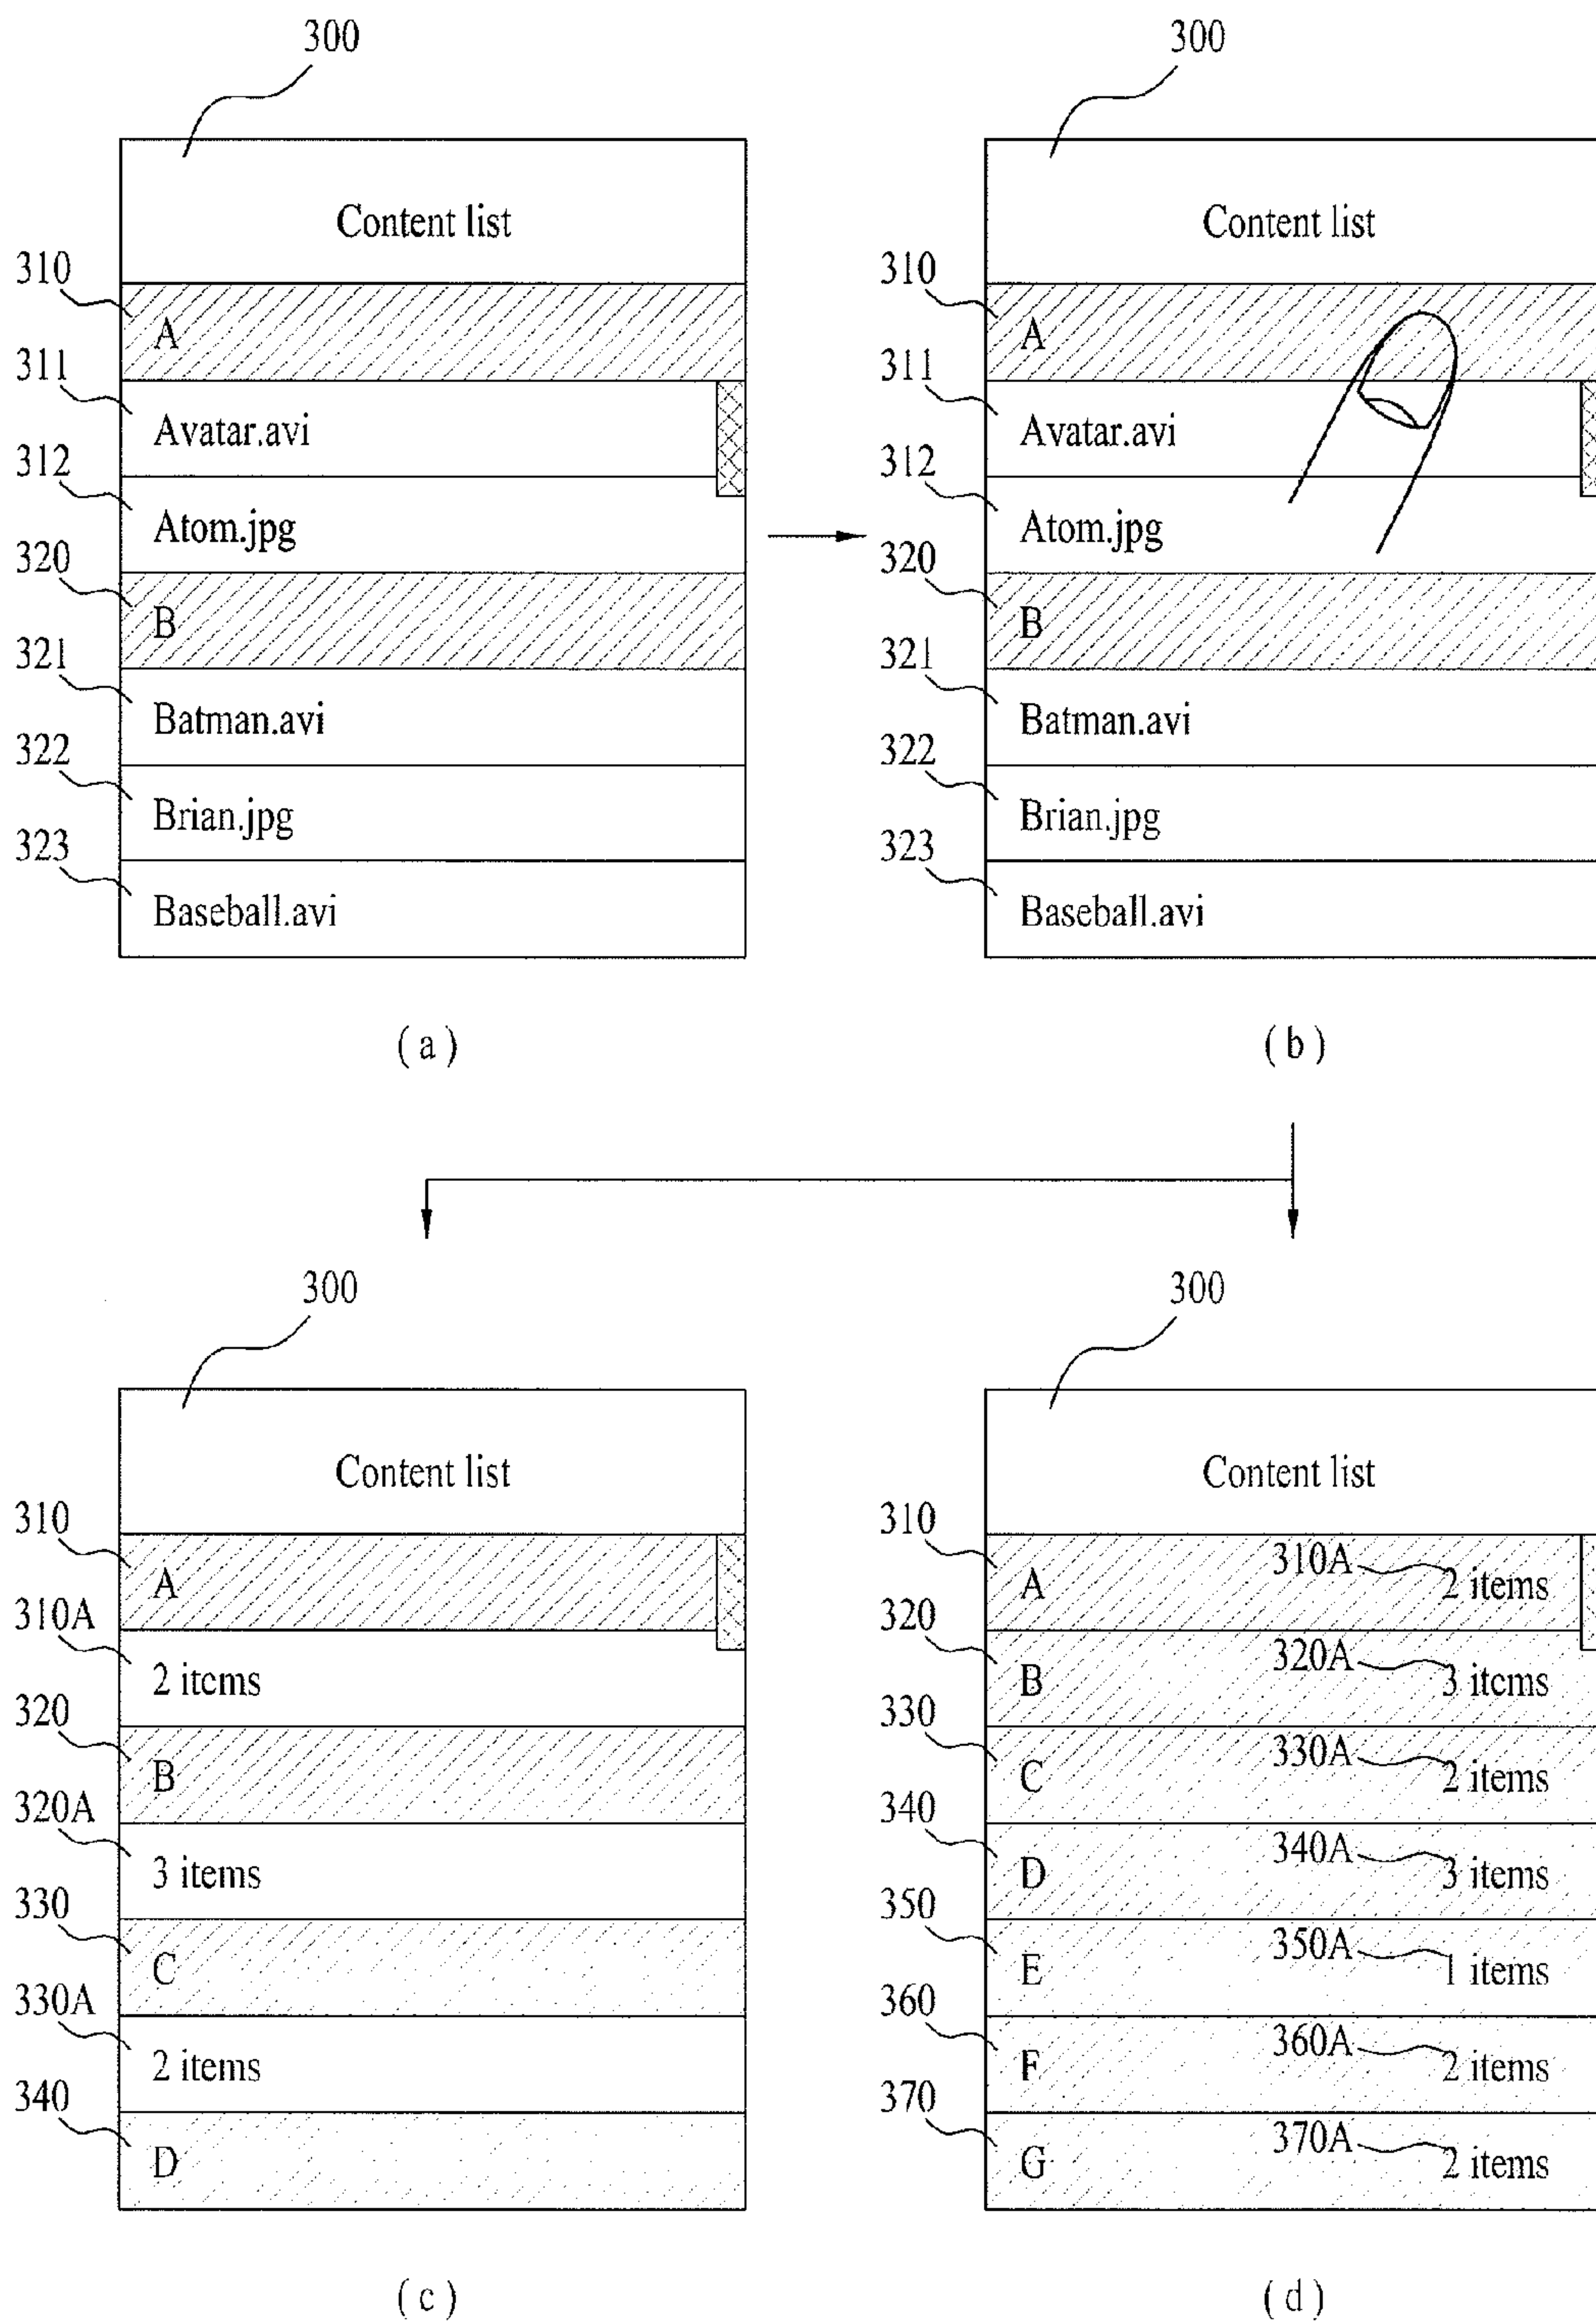 300
Content list
310
A
311
Avatar.avi
312
Atom.jpg
320
B
321
Batman.avi
322
Brian.jpg
323
Baseball.avi
(a)
300
Content list
310
A
311
Avatar.avi
312
Atom.jpg
320
B
321
Batman.avi
322
Brian.jpg
323
Baseball.avi
(b)
300
Content list
310
A
310A
2 items
320
B
320A
3 items
330
C
330A
2 items
340
D
(c)
300
Content list
310
A 310A 2 items
320
B 320A 3 items
330
C 330A 2 items
340
D 340A 3 items
350
E 350A 1 items
360
F 360A 2 items
370
G 370A 2 items
(d)